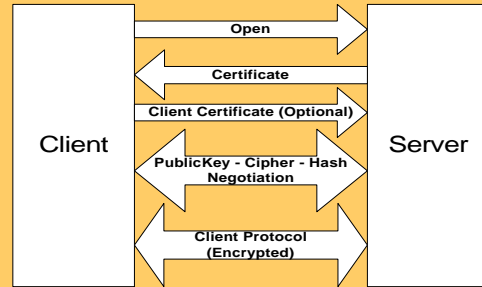 Open
Certificate
Client Certificate (Optional)
Client
Server
PublicKey - Cipher - Hash
Negotiation
Client Protocol
(Encrypted)